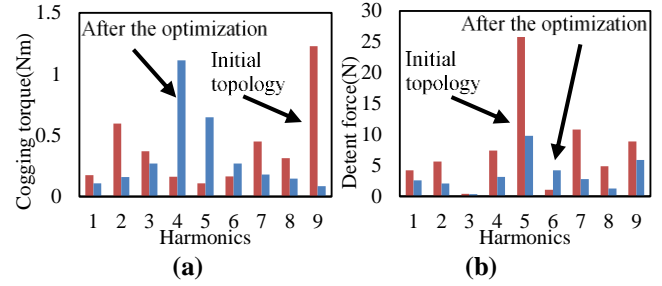 Cogging torque(Nm)
1.5
1
0.5
0
After the optimization
Initial
topology
1 2 3 4 5 6 7 8 9
Harmonics
(a)
Detent force(N)
30
25
20
15
10
5
0
After the optimization
Initial
topology
1 2 3 4 5 6 7 8 9
Harmonics
(b)